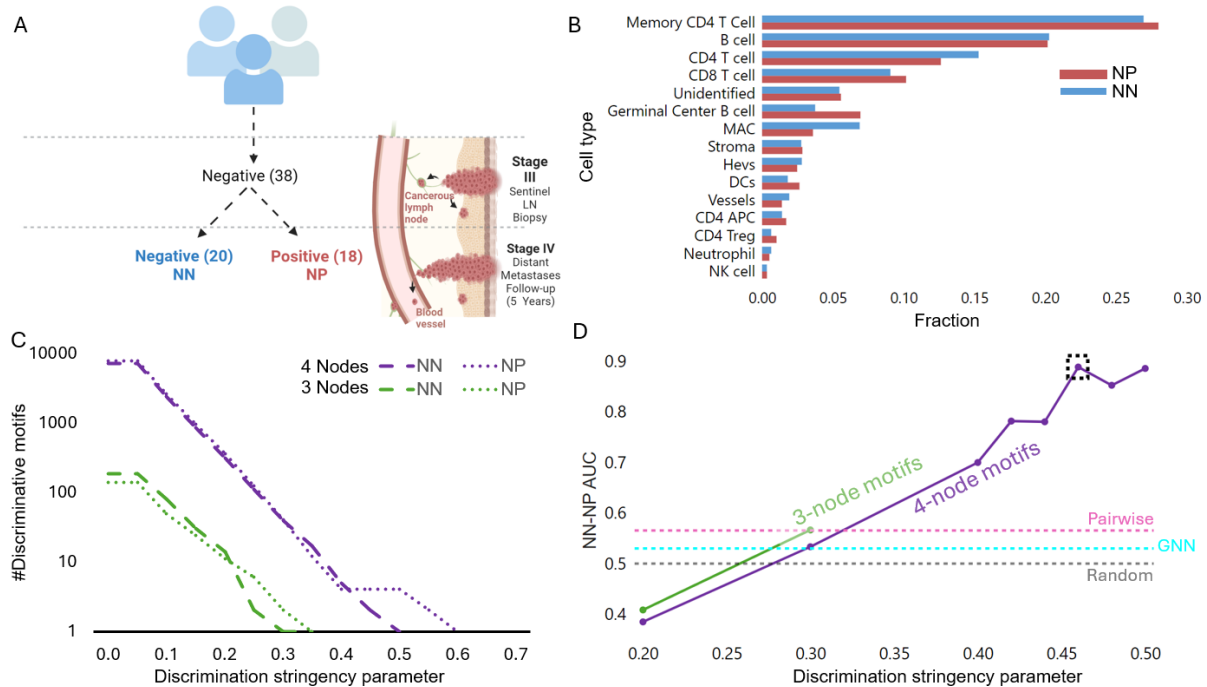 A
Negative (38)
Negative (20)
NN
Positive (18)
NP
Cancerous
lymph
node
Blood
vessel
Stage
III
Sentinel
LN
Biopsy
Stage IV
Distant
Metastases
Follow-up
(5 Years)
B
Cell type
Memory CD4 T Cell
B cell
CD4 T cell
CD8 T cell
Unidentified
Germinal Center B cell
MAC
Stroma
Hevs
DCs
Vessels
CD4 APC
CD4 Treg
Neutrophil
NK cell
NP
NN
0.00 0.05 0.10 0.15 0.20 0.25 0.30
Fraction
C
#Discriminative motifs
10000
1000
100
10
1
4 Nodes NN NP
3 Nodes NN NP
0.0 0.1 0.2 0.3 0.4 0.5 0.6 0.7
Discrimination stringency parameter
D
NN-NP AUC
0.9
0.8
0.7
0.6
0.5
0.4
3-node motifs
4-node motifs
Pairwise
GNN
Random
0.20 0.25 0.30 0.35 0.40 0.45 0.50
Discrimination stringency parameter